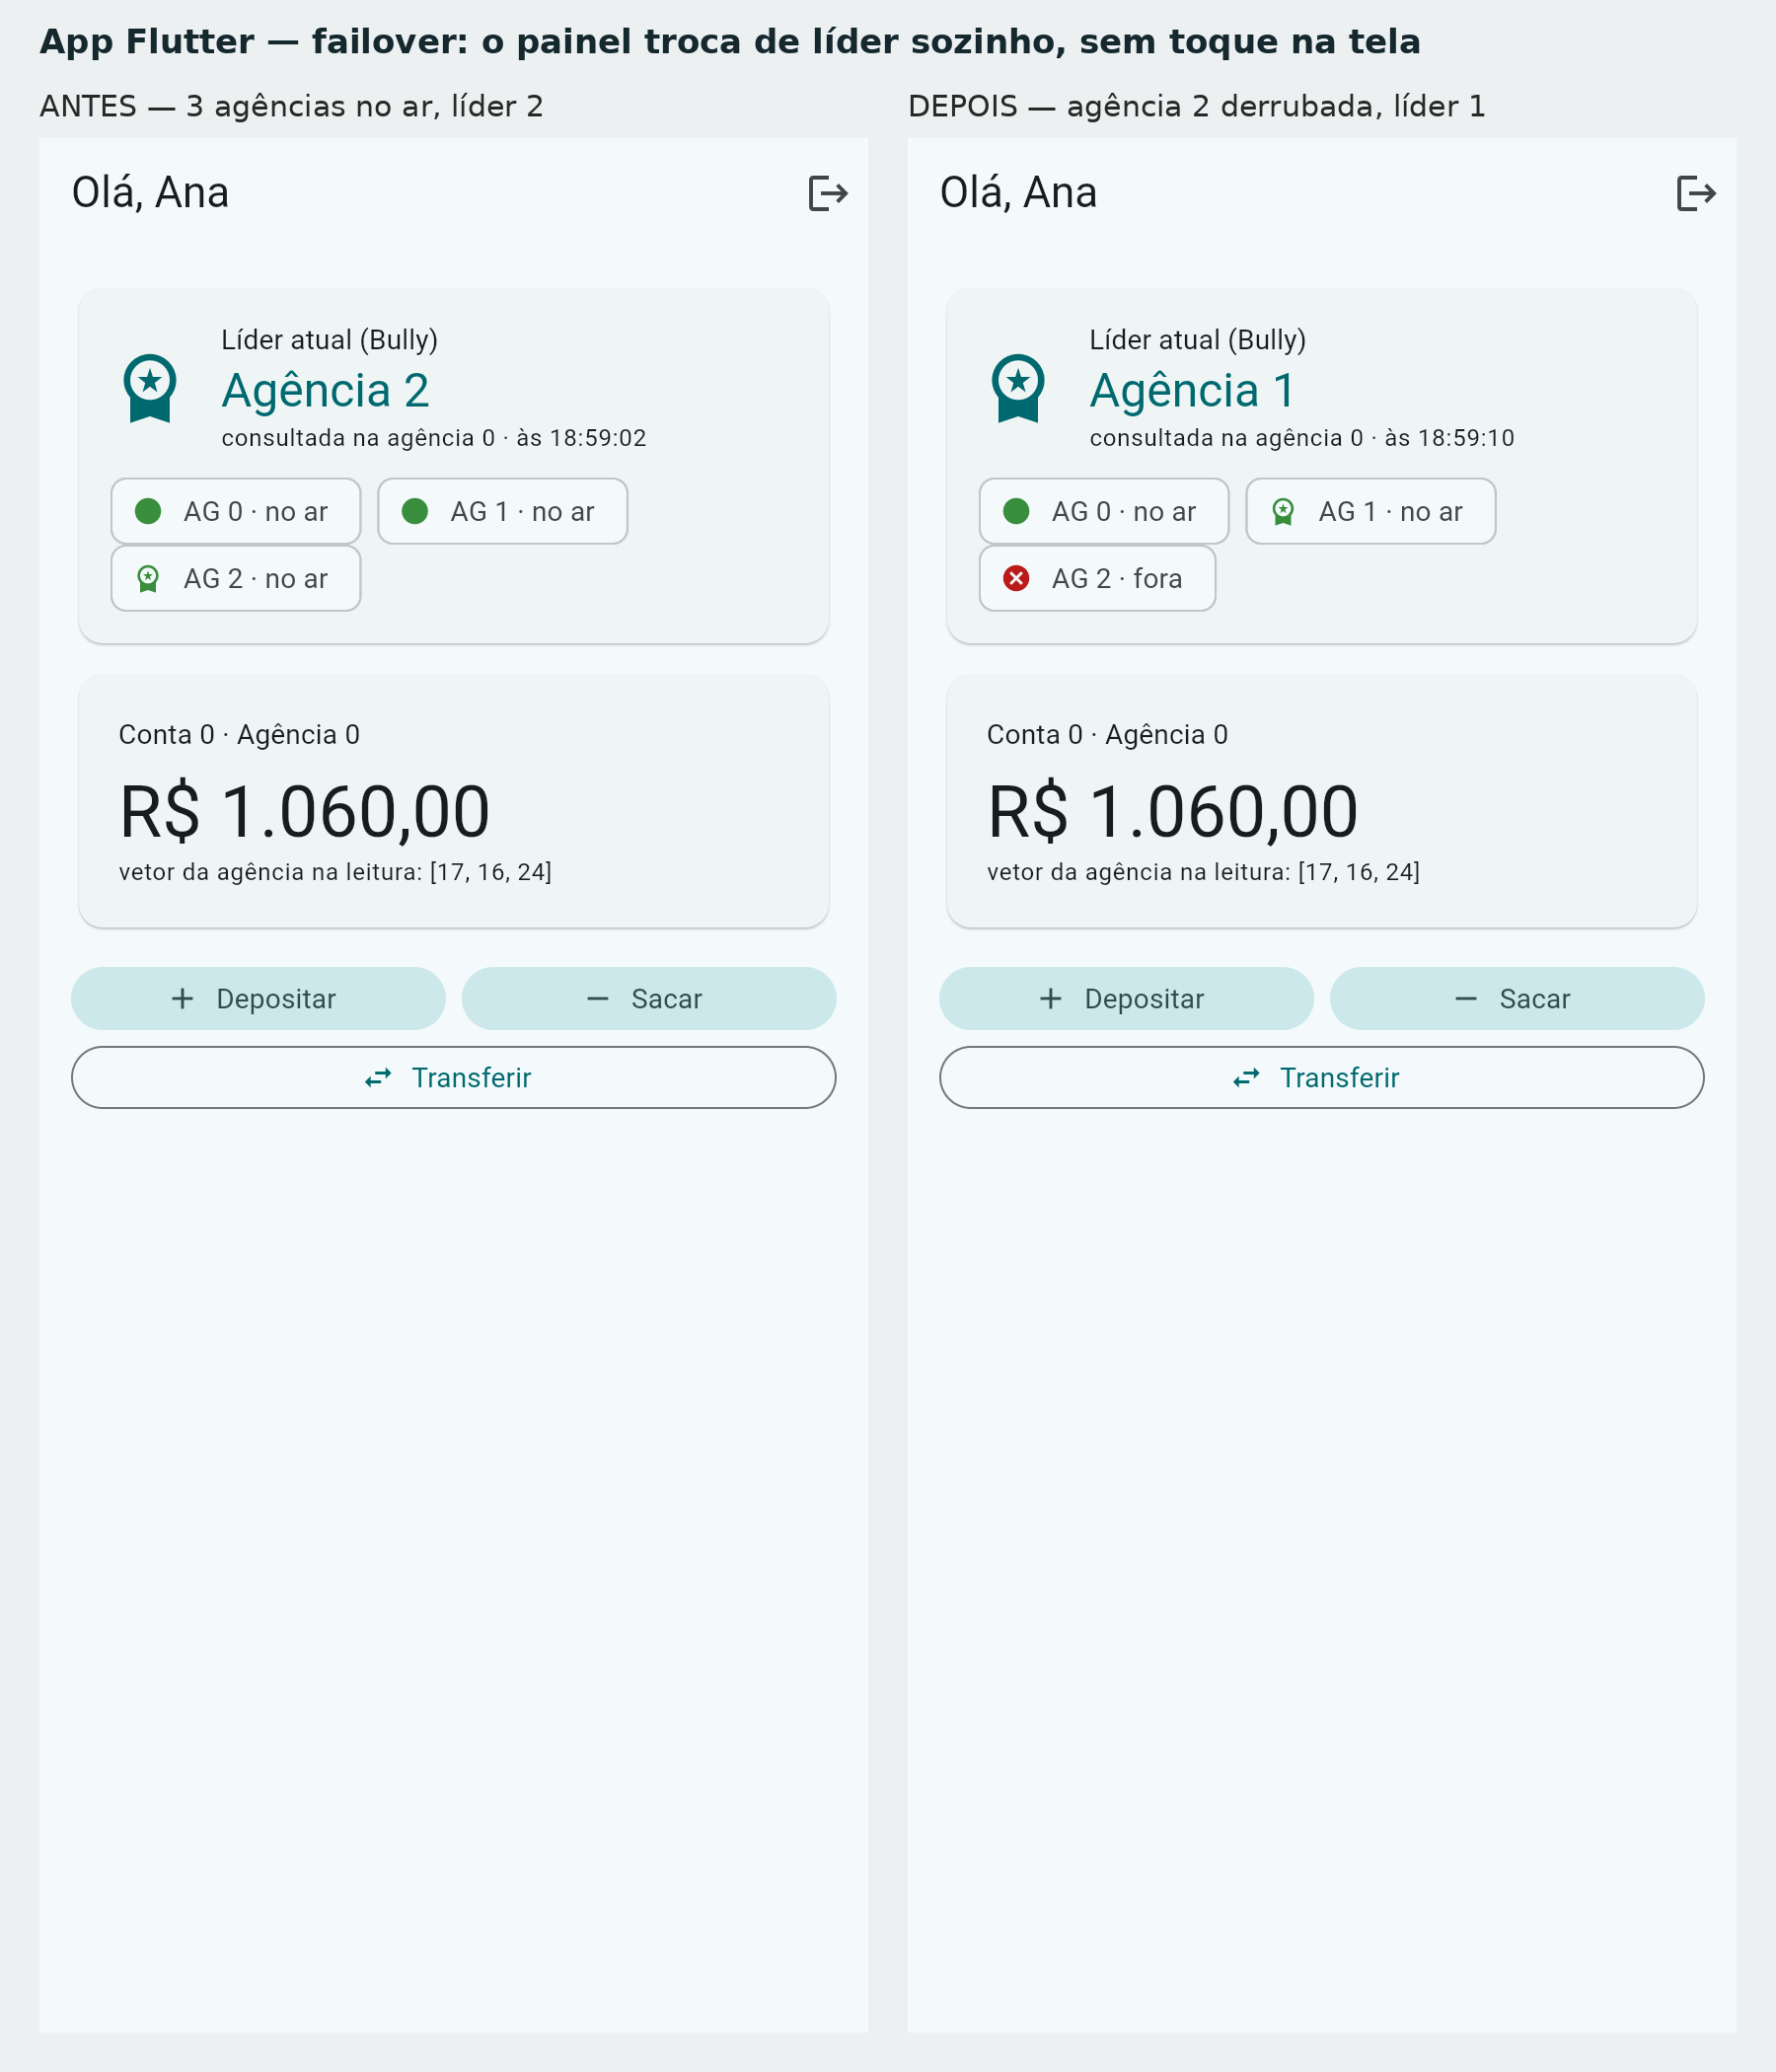 App Flutter — failover: o painel troca de líder sozinho, sem toque na tela
ANTES — 3 agências no ar, líder 2
Olá, Ana
Líder atual (Bully)
Agência 2
consultada na agência 0 · às 18:59:02
AG 0 · no ar
AG 1 · no ar
AG 2 · no ar
Conta 0 · Agência 0
R$ 1.060,00
vetor da agência na leitura: [17, 16, 24]
Depositar
Sacar
Transferir
DEPOIS — agência 2 derrubada, líder 1
Olá, Ana
Líder atual (Bully)
Agência 1
consultada na agência 0 · às 18:59:10
AG 0 · no ar
AG 1 · no ar
AG 2 · fora
Conta 0 · Agência 0
R$ 1.060,00
vetor da agência na leitura: [17, 16, 24]
Depositar
Sacar
Transferir